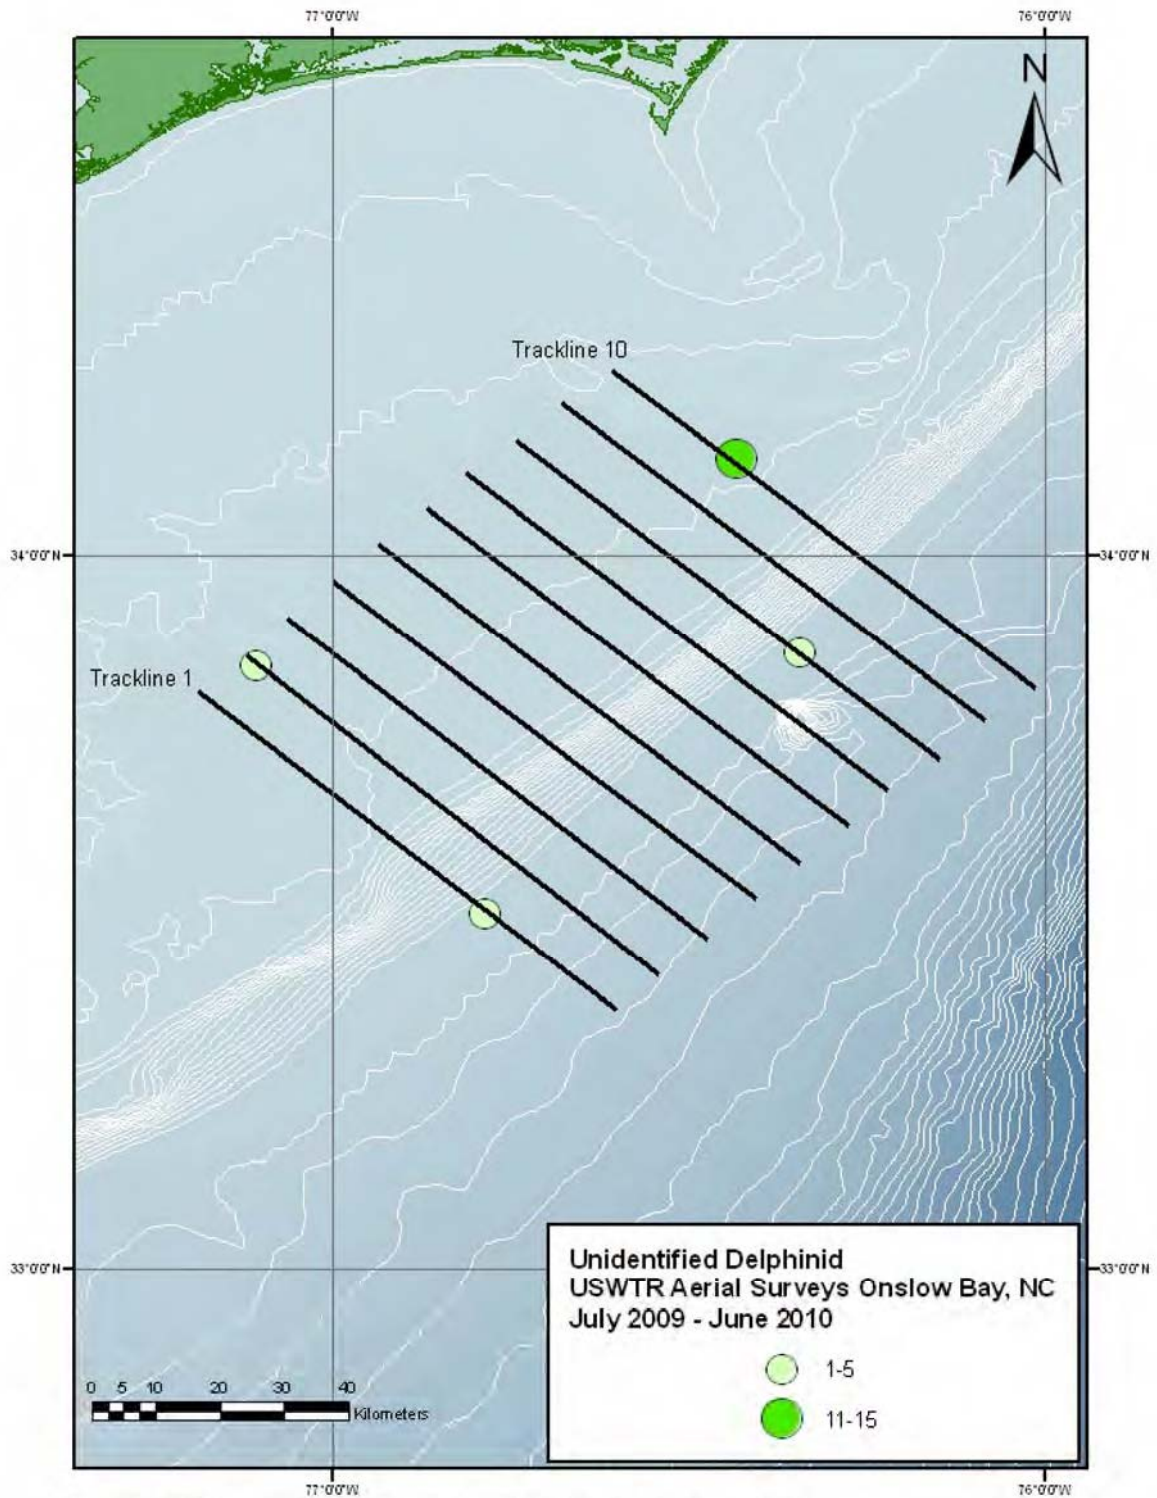 77°0'0"W 76°0'0"W
N
Trackline 10
34°0'0"N 34°0'0"N
Trackline 1
33°0'0"N 33°0'0"N
Unidentified Delphinid
USWTR Aerial Surveys Onslow Bay, NC
July 2009 - June 2010
1-5
11-15
0 5 10 20 30 40
Kilometers
77°0'0"W 76°0'0"W